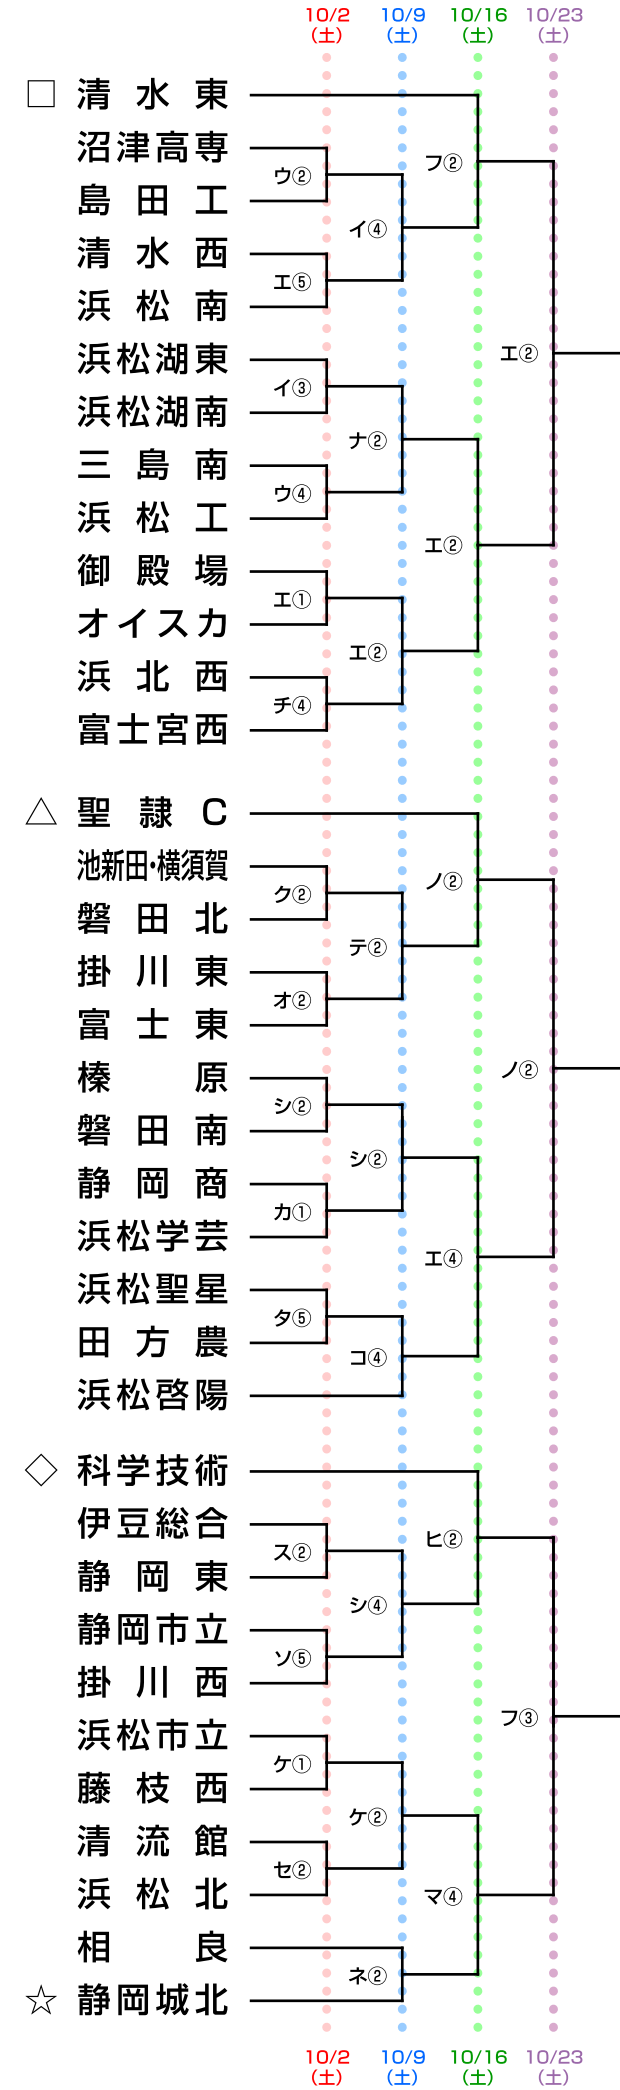 10/2 10/9 10/16 10/23
(土) (土) (土) (土)
□ 清水東
フ②
沼津高専
ウ②
島田工
イ④
清水西
エ⑤
浜松南
エ②
浜松湖東
イ③
浜松湖南
ナ②
三島南
ウ④
浜松工
エ②
御殿場
エ①
オイスカ
エ②
浜北西
チ④
富士宮西
△ 聖隷C
池新田・横須賀
ノ②
ク②
磐田北
テ②
掛川東
オ②
富士東
ノ②
榛原
シ②
磐田南
シ②
静岡商
カ①
浜松学芸
エ④
浜松聖星
タ⑤
田方農
コ④
浜松啓陽
◇ 科学技術
伊豆総合
ヒ②
ス②
静岡東
シ④
静岡市立
ソ⑤
掛川西
フ③
浜松市立
ケ①
藤枝西
ケ②
清流館
セ②
浜松北
マ④
相良
ネ②
☆ 静岡城北
10/2 10/9 10/16 10/23
(土) (土) (土) (土)